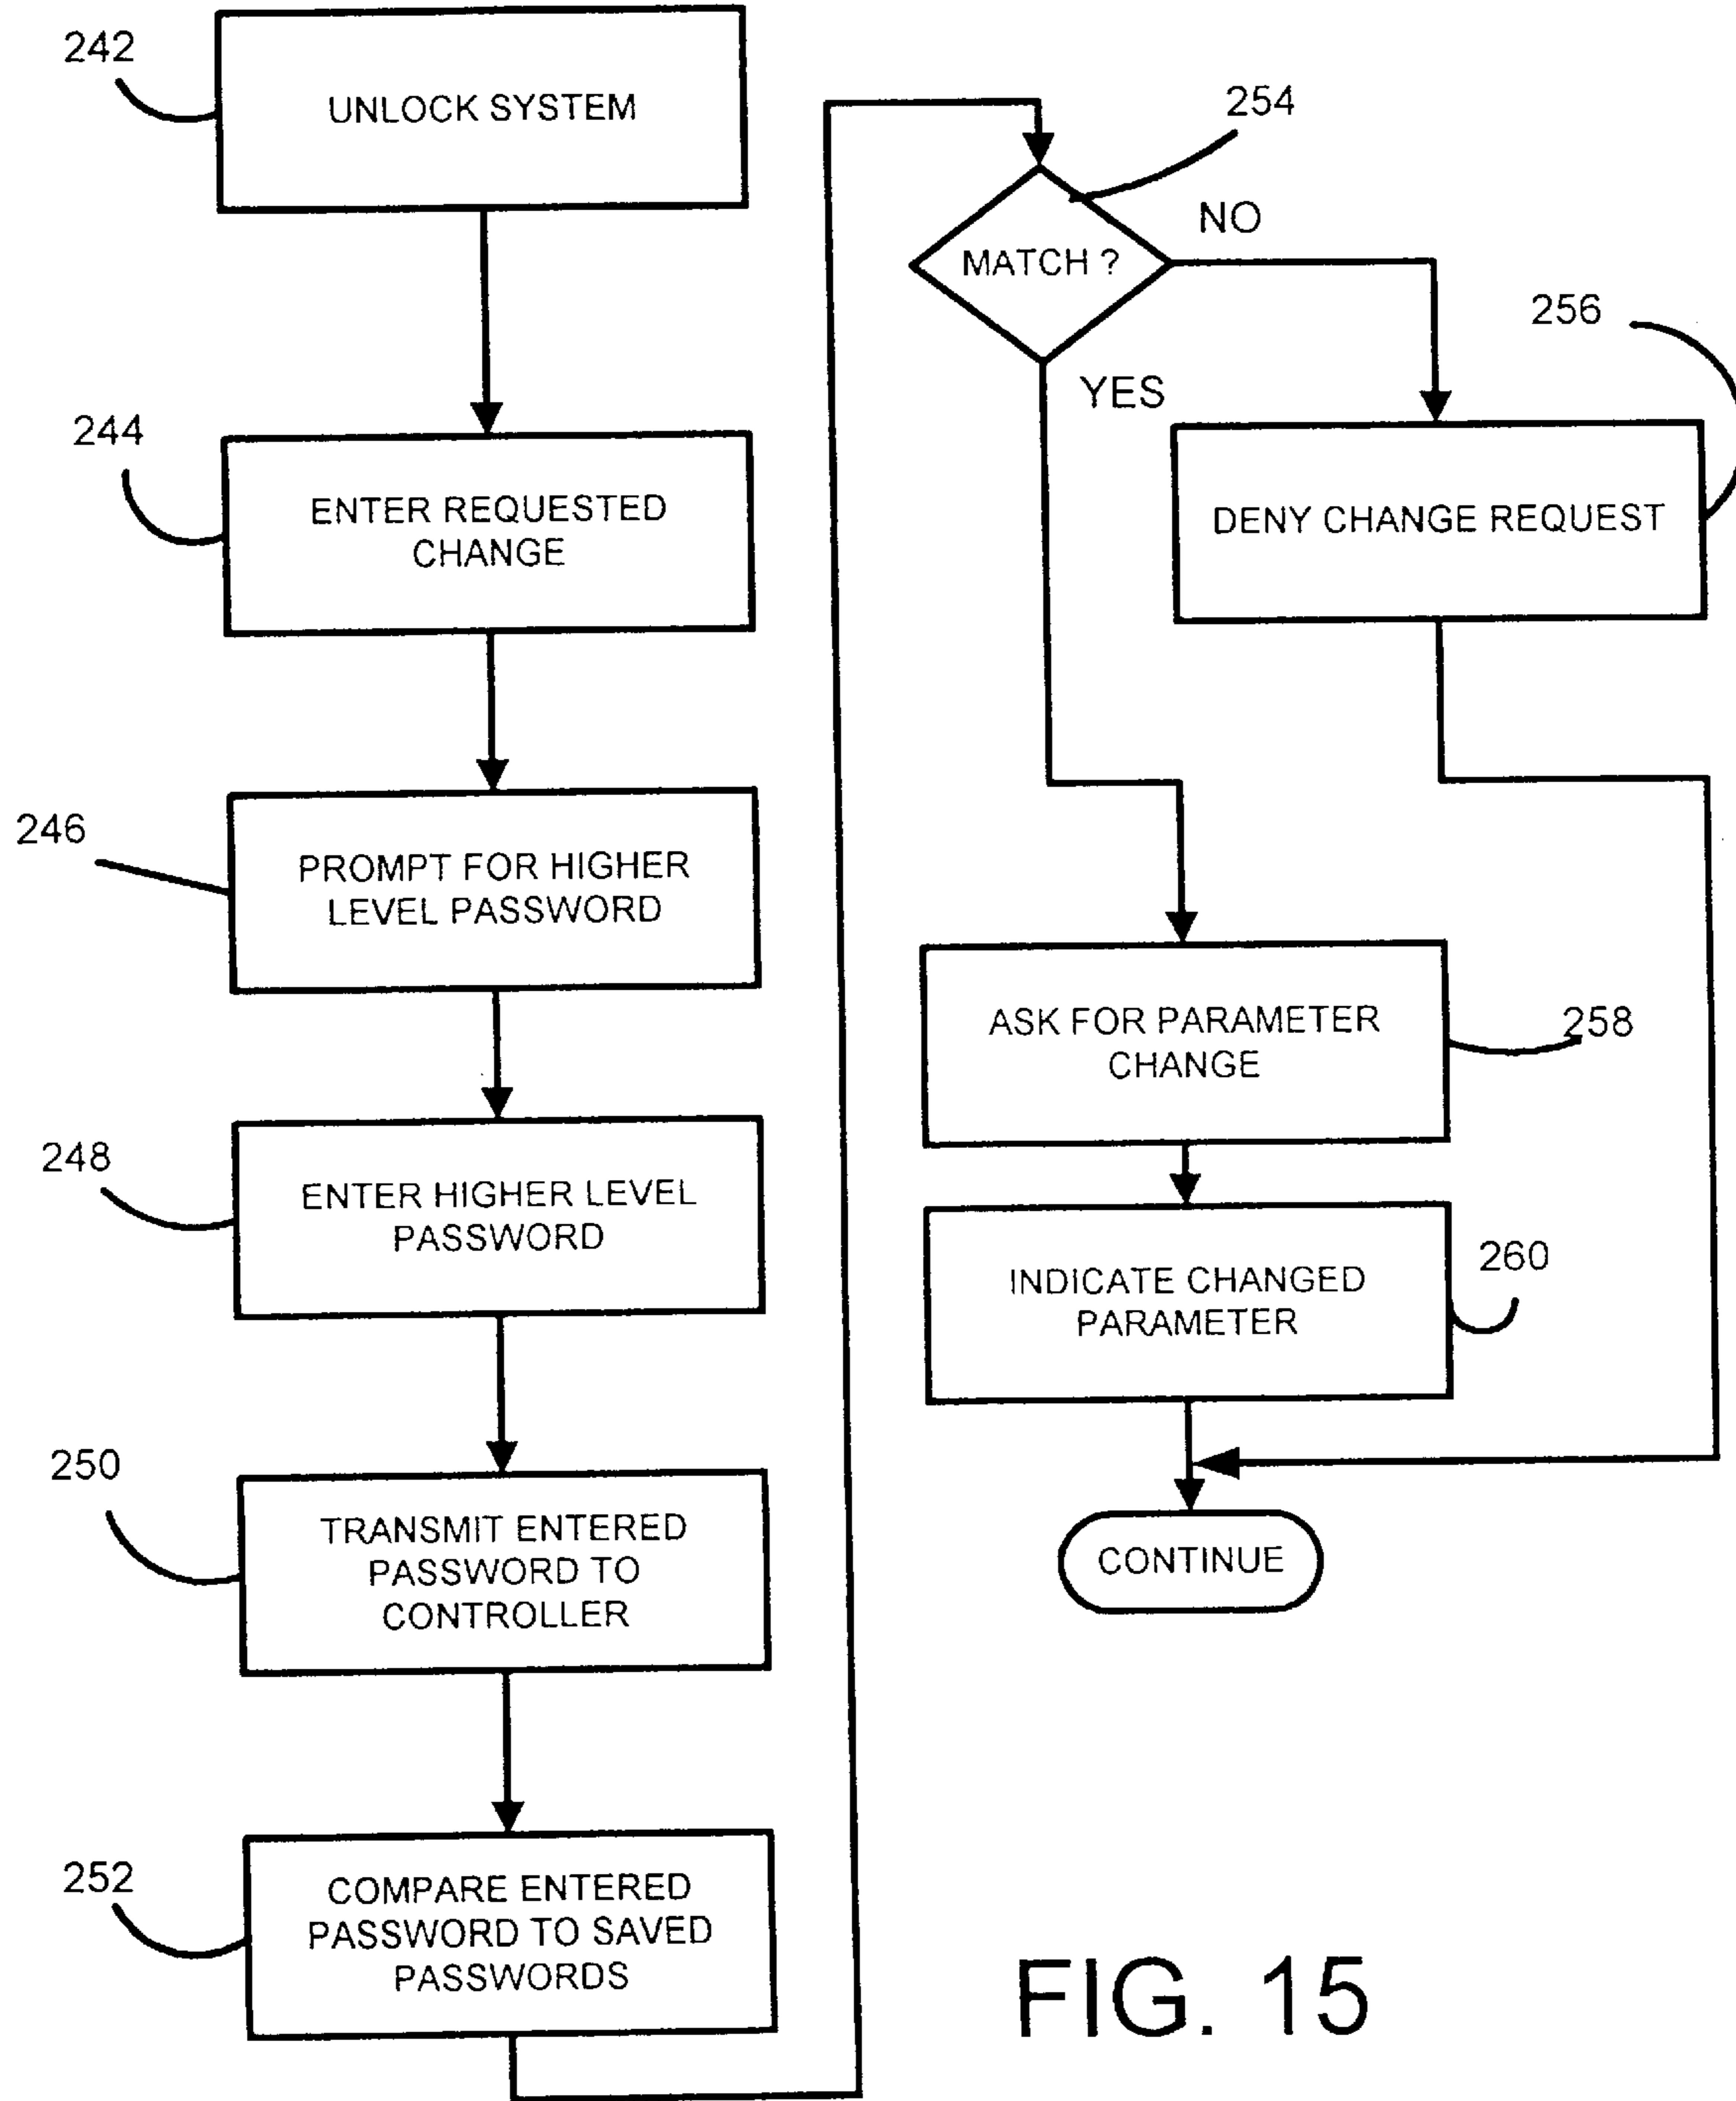 242
UNLOCK SYSTEM
244
ENTER REQUESTED
CHANGE
246
PROMPT FOR HIGHER
LEVEL PASSWORD
248
ENTER HIGHER LEVEL
PASSWORD
250
TRANSMIT ENTERED
PASSWORD TO
CONTROLLER
252
COMPARE ENTERED
PASSWORD TO SAVED
PASSWORDS
254
MATCH ?
NO
YES
256
DENY CHANGE REQUEST
ASK FOR PARAMETER
CHANGE
258
INDICATE CHANGED
PARAMETER
260
CONTINUE
FIG. 15